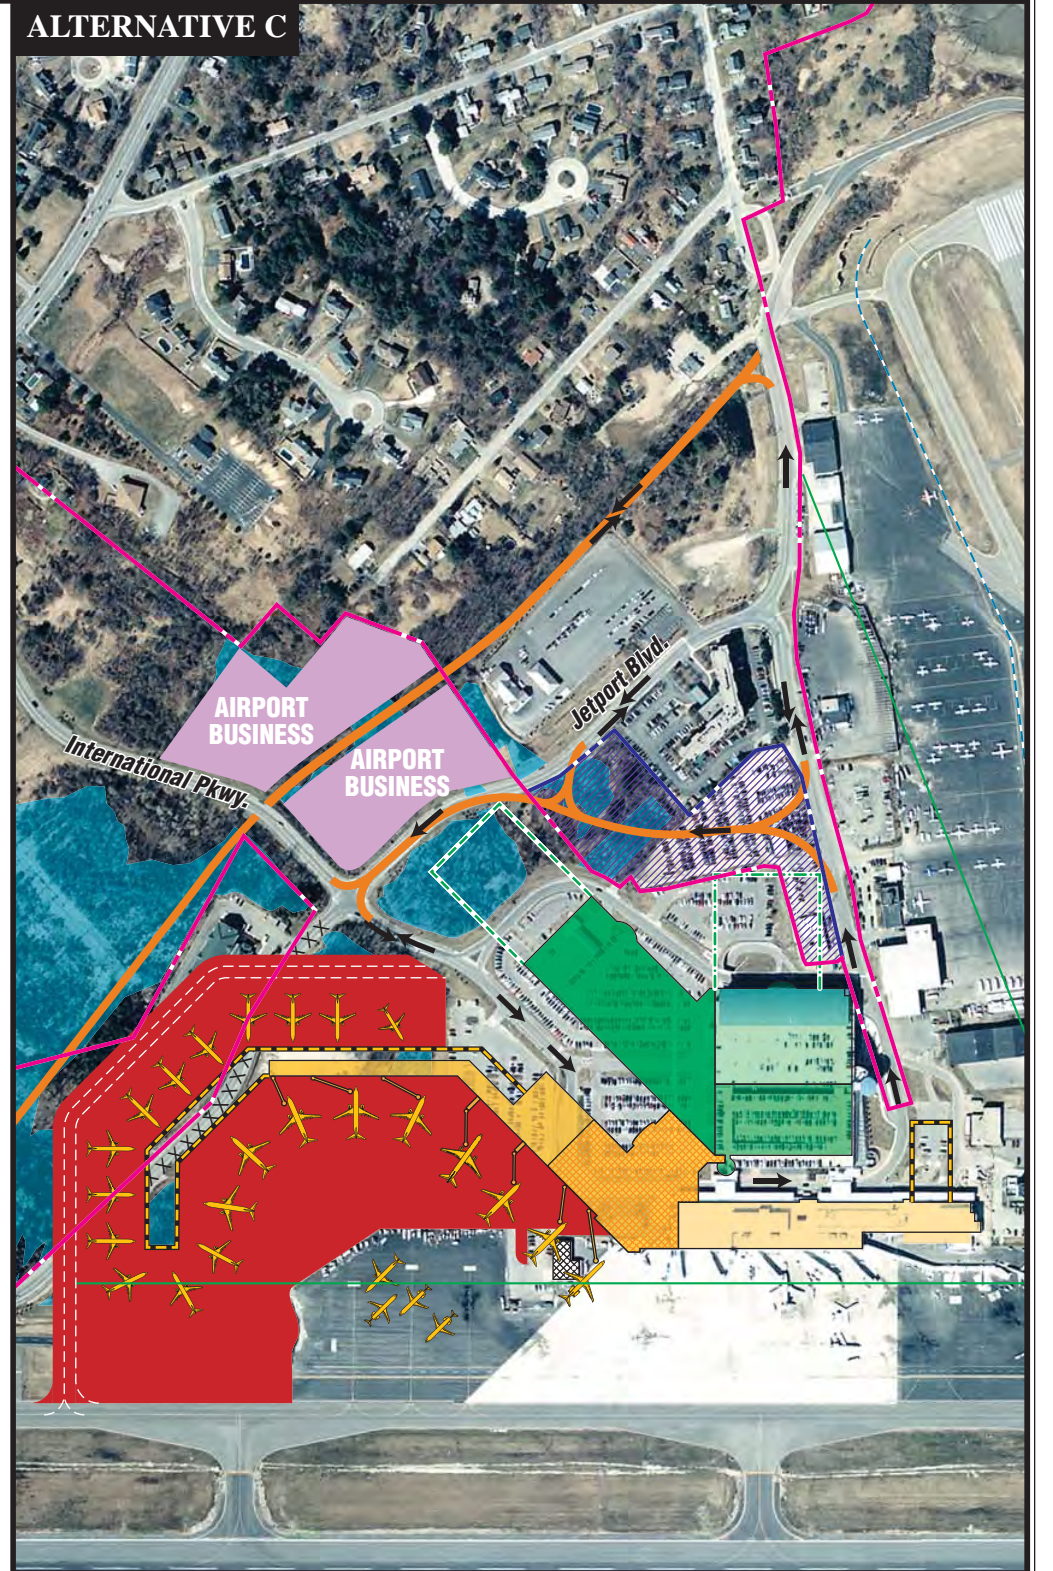 ALTERNATIVE C
Jetport Blvd.
AIRPORT
BUSINESS
International Pkwy.
AIRPORT
BUSINESS